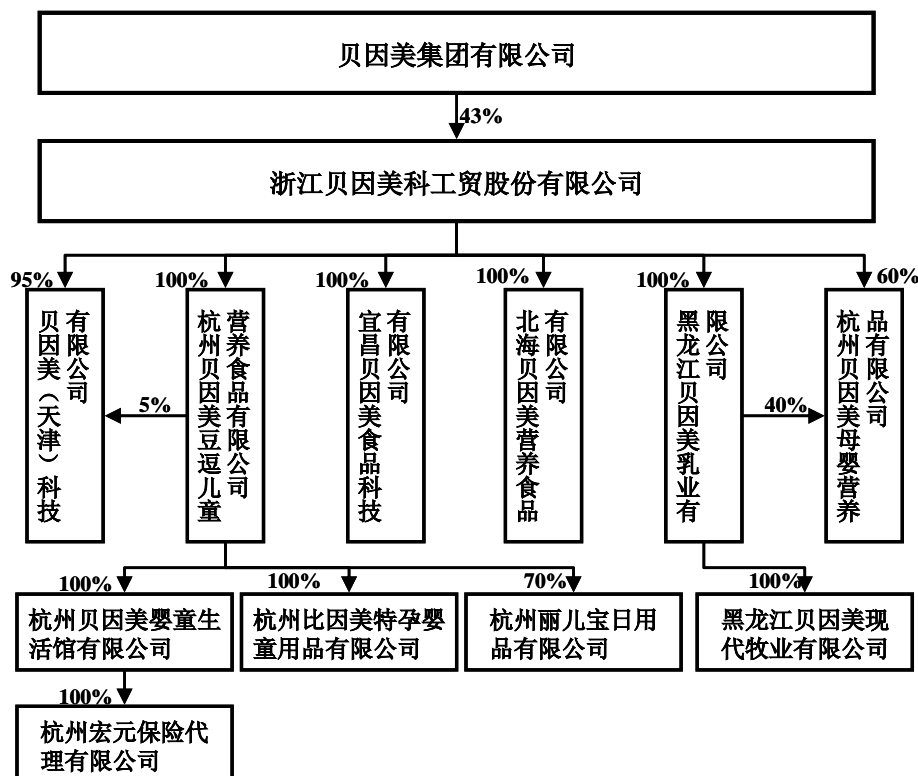 贝因美集团有限公司
43%
浙江贝因美科工贸股份有限公司
95%
100%
100%
100%
100%
60%
贝因美（天津）科技
有限公司
5%
杭州贝因美豆逗儿童
营养食品有限公司
宜昌贝因美食品科技
有限公司
北海贝因美营养食品
有限公司
黑龙江贝因美乳业有
限公司
40%
杭州贝因美母婴营养
品有限公司
100%
100%
70%
100%
杭州贝因美婴童生
活馆有限公司
杭州比因美特孕婴
童用品有限公司
杭州丽儿宝日用
品有限公司
黑龙江贝因美现
代牧业有限公司
100%
杭州宏元保险代
理有限公司